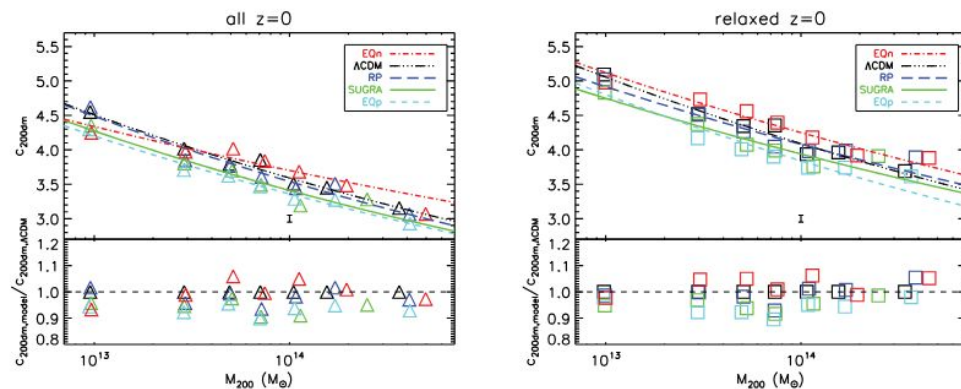 all z=0
c200dm
5.5
5.0
4.5
4.0
3.5
3.0
EQn
ΛCDM
RP
SUGRA
EQp
c200dm,model/c200dm,ΛCDM
1.2
1.1
1.0
0.9
0.8
10^13
10^14
M200 (M⊙)
relaxed z=0
c200dm
5.5
5.0
4.5
4.0
3.5
3.0
EQn
ΛCDM
RP
SUGRA
EQp
c200dm,model/c200dm,ΛCDM
1.2
1.1
1.0
0.9
0.8
10^13
10^14
M200 (M⊙)